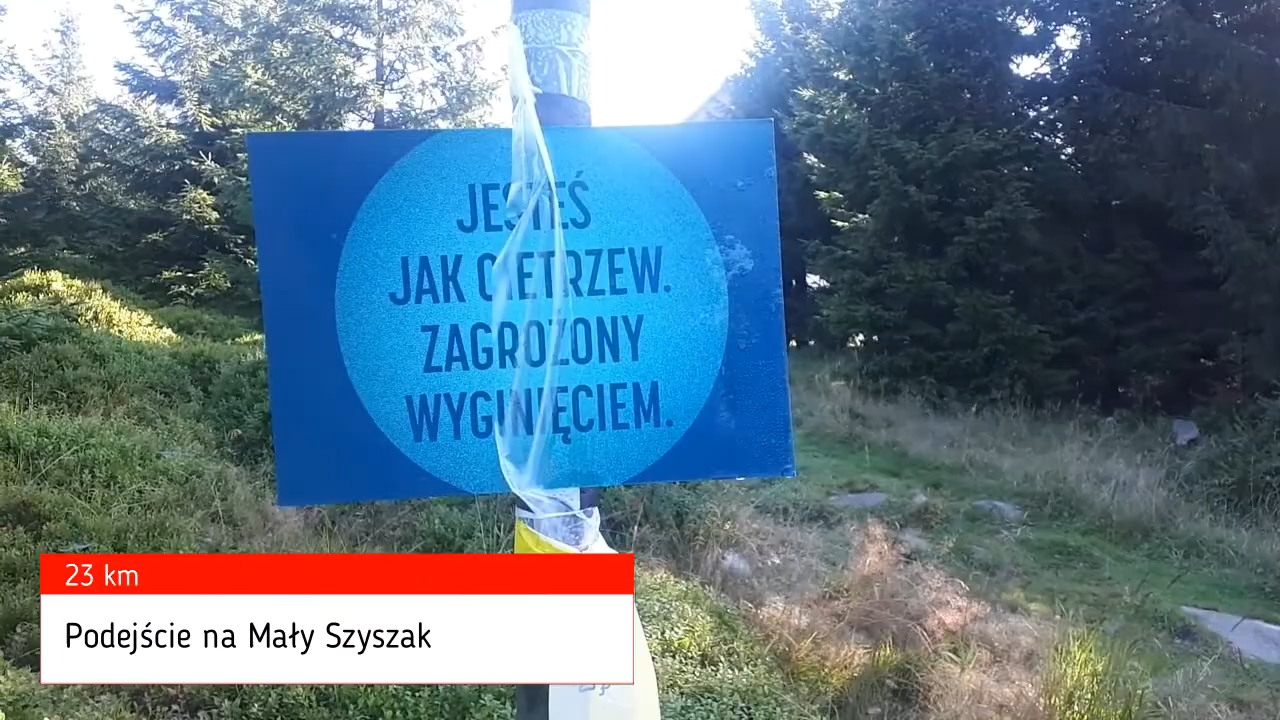 JESTEŚ
JAK CIETRZEW.
ZAGROŻONY
WYGINIĘCIEM.
23 km
Podejście na Mały Szyszak